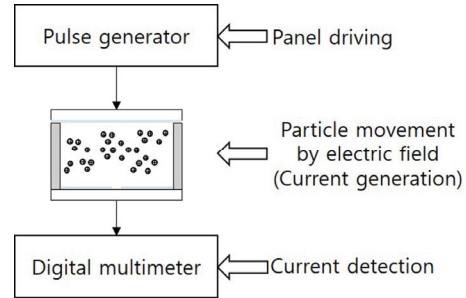 Pulse generator
Panel driving
Particle movement
by electric field
(Current generation)
Digital multimeter
Current detection